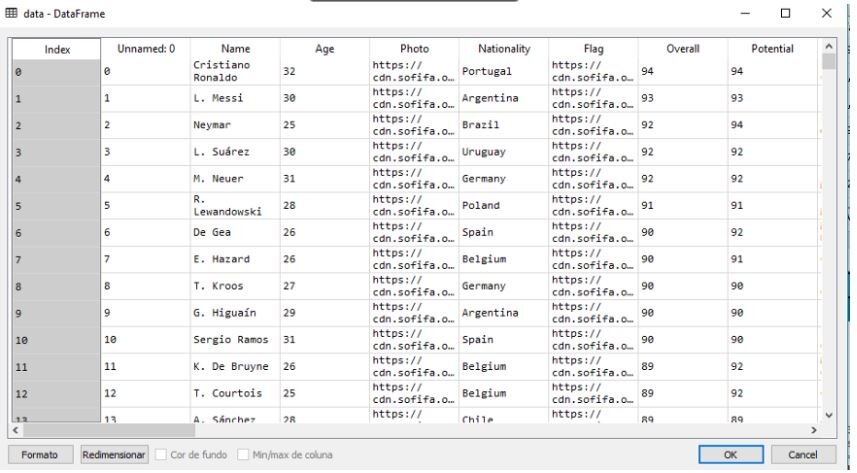 data - DataFrame
Index Unnamed: 0 Name Age Photo Nationality Flag Overall Potential
0 0 Cristiano Ronaldo 32 https:// cdn.sofifa.o… Portugal https:// cdn.sofifa.o… 94 94
1 1 L. Messi 30 https:// cdn.sofifa.o… Argentina https:// cdn.sofifa.o… 93 93
2 2 Neymar 25 https:// cdn.sofifa.o… Brazil https:// cdn.sofifa.o… 92 94
3 3 L. Suárez 30 https:// cdn.sofifa.o… Uruguay https:// cdn.sofifa.o… 92 92
4 4 M. Neuer 31 https:// cdn.sofifa.o… Germany https:// cdn.sofifa.o… 92 92
5 5 R. Lewandowski 28 https:// cdn.sofifa.o… Poland https:// cdn.sofifa.o… 91 91
6 6 De Gea 26 https:// cdn.sofifa.o… Spain https:// cdn.sofifa.o… 90 92
7 7 E. Hazard 26 https:// cdn.sofifa.o… Belgium https:// cdn.sofifa.o… 90 91
8 8 T. Kroos 27 https:// cdn.sofifa.o… Germany https:// cdn.sofifa.o… 90 90
9 9 G. Higuaín 29 https:// cdn.sofifa.o… Argentina https:// cdn.sofifa.o… 90 90
10 10 Sergio Ramos 31 https:// cdn.sofifa.o… Spain https:// cdn.sofifa.o… 90 90
11 11 K. De Bruyne 26 https:// cdn.sofifa.o… Belgium https:// cdn.sofifa.o… 89 92
12 12 T. Courtois 25 https:// cdn.sofifa.o… Belgium https:// cdn.sofifa.o… 89 92
13 13 A. Sánchez 28 https:// Chile https:// 89 89
Formato Redimensionar Cor de fundo Min/max de coluna OK Cancel